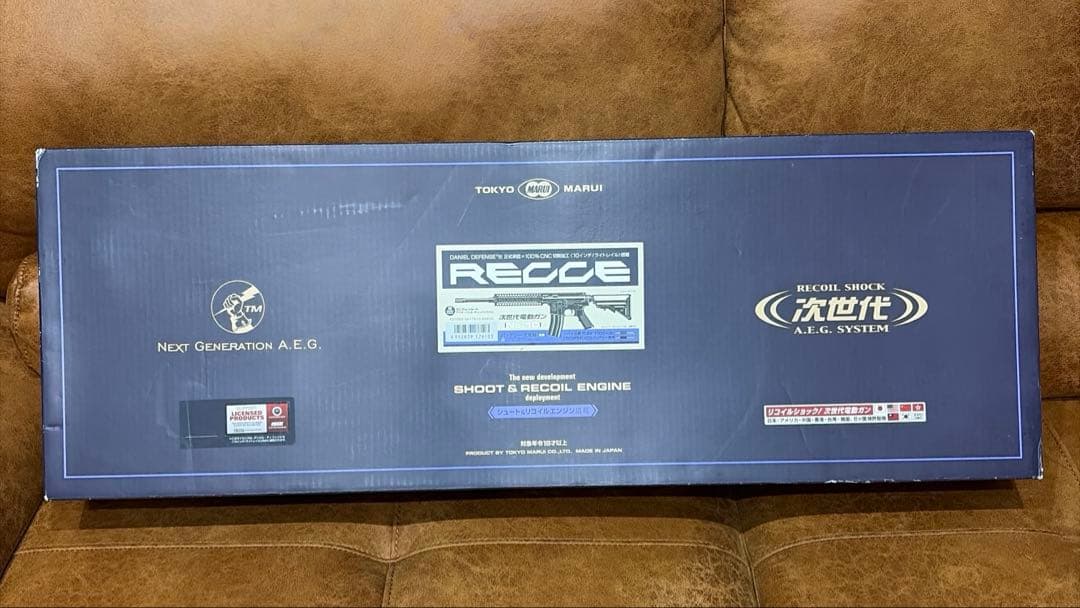 TOKYO MARUI MARUI
DANIEL DEFENSE
RECCE
次世代電動ガン
TM
NEXT GENERATION A.E.G.
RECOIL SHOCK
次世代
A.E.G. SYSTEM
The new development
SHOOT & RECOIL ENGINE
deployment
シュート&リコイルエンジン搭載
LICENSED
PRODUCTS
リコイルショック! 次世代電動ガン
対象年令18才以上
PRODUCT BY TOKYO MARUI CO.,LTD. MADE IN JAPAN